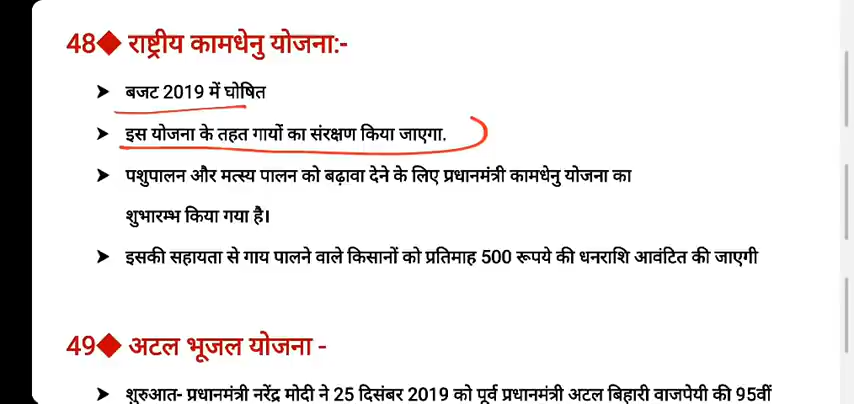 48◆ राष्ट्रीय कामधेनु योजना:-
➤ बजट 2019 में घोषित
➤ इस योजना के तहत गायों का संरक्षण किया जाएगा.
➤ पशुपालन और मत्स्य पालन को बढ़ावा देने के लिए प्रधानमंत्री कामधेनु योजना का
शुभारम्भ किया गया है।
➤ इसकी सहायता से गाय पालने वाले किसानों को प्रतिमाह 500 रूपये की धनराशि आवंटित की जाएगी
49◆ अटल भूजल योजना -
➤ शुरुआत- प्रधानमंत्री नरेंद्र मोदी ने 25 दिसंबर 2019 को पूर्व प्रधानमंत्री अटल बिहारी वाजपेयी की 95वीं